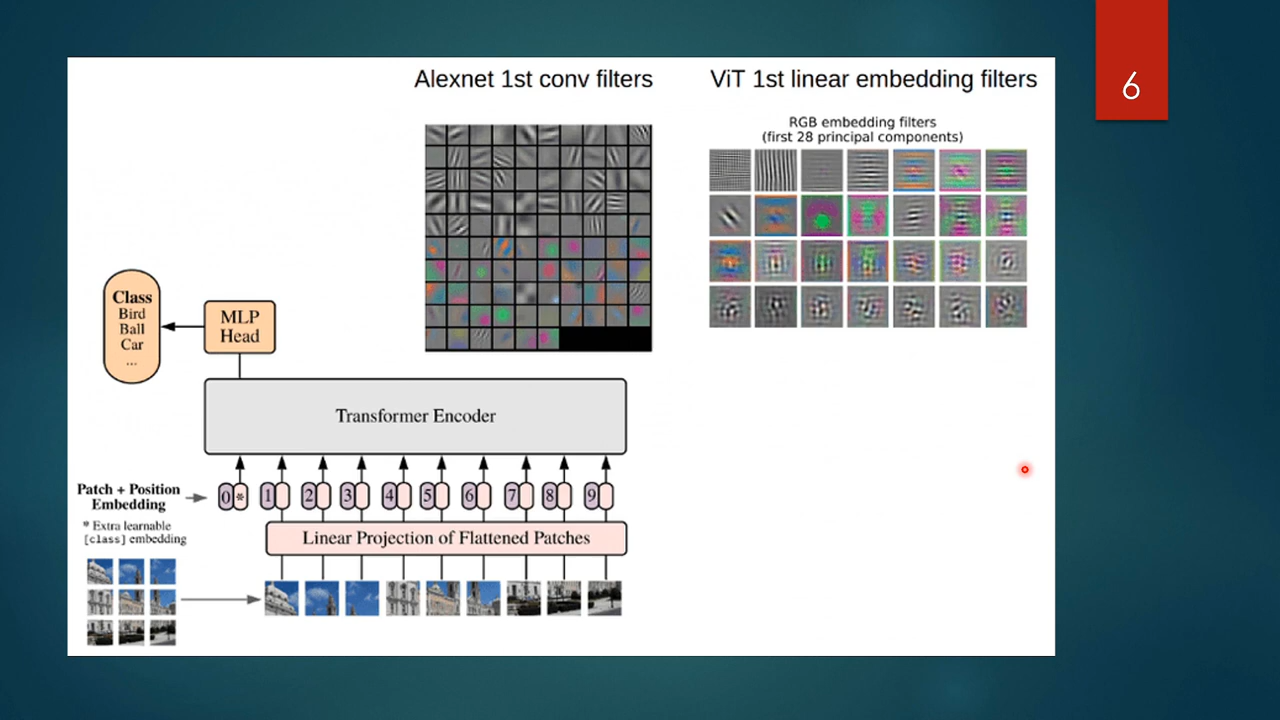 6
Alexnet 1st conv filters
ViT 1st linear embedding filters
RGB embedding filters
(first 28 principal components)
Class
Bird
Ball
Car
...
MLP
Head
Transformer Encoder
Patch + Position
Embedding
0 * 1 2 3 4 5 6 7 8 9
* Extra learnable
[class] embedding
Linear Projection of Flattened Patches